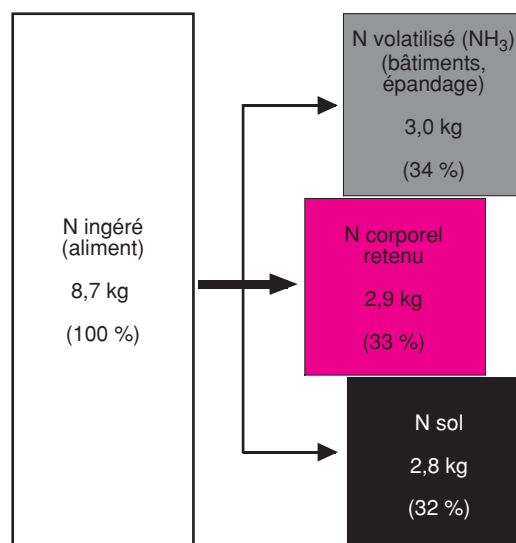 N ingéré
(aliment)
8,7 kg
(100 %)
N volatilisé (NH₃)
(bâtiments,
épandage)
3,0 kg
(34 %)
N corporel
retenu
2,9 kg
(33 %)
N sol
2,8 kg
(32 %)